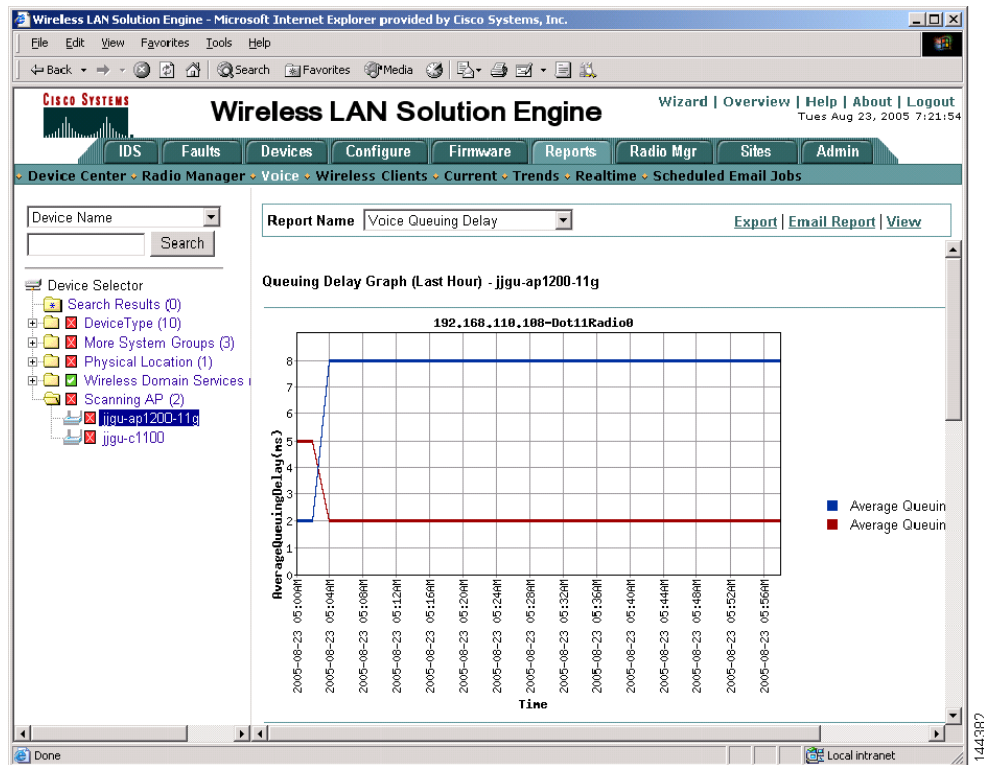 Wireless LAN Solution Engine - Microsoft Internet Explorer provided by Cisco Systems, Inc.
File Edit View Favorites Tools Help
Back Search Favorites Media
CISCO SYSTEMS
Wireless LAN Solution Engine
Wizard | Overview | Help | About | Logout
Tues Aug 23, 2005 7:21:54
IDS Faults Devices Configure Firmware Reports Radio Mgr Sites Admin
Device Center Radio Manager Voice Wireless Clients Current Trends Realtime Scheduled Email Jobs
Device Name
Search
Device Selector
Search Results (0)
DeviceType (10)
More System Groups (3)
Physical Location (1)
Wireless Domain Services
Scanning AP (2)
jjgu-ap1200-11g
jjgu-c1100
Report Name Voice Queuing Delay Export | Email Report | View
Queuing Delay Graph (Last Hour) - jjgu-ap1200-11g
192.168.110.108-Dot11Radio0
AverageQueuingDelay(ms)
8
7
6
5
4
3
2
1
0
2005-08-23 05:00AM
2005-08-23 05:04AM
2005-08-23 05:08AM
2005-08-23 05:12AM
2005-08-23 05:16AM
2005-08-23 05:20AM
2005-08-23 05:24AM
2005-08-23 05:28AM
2005-08-23 05:32AM
2005-08-23 05:36AM
2005-08-23 05:40AM
2005-08-23 05:44AM
2005-08-23 05:48AM
2005-08-23 05:52AM
2005-08-23 05:56AM
Time
Average Queuin
Average Queuin
Done
Local intranet
144382